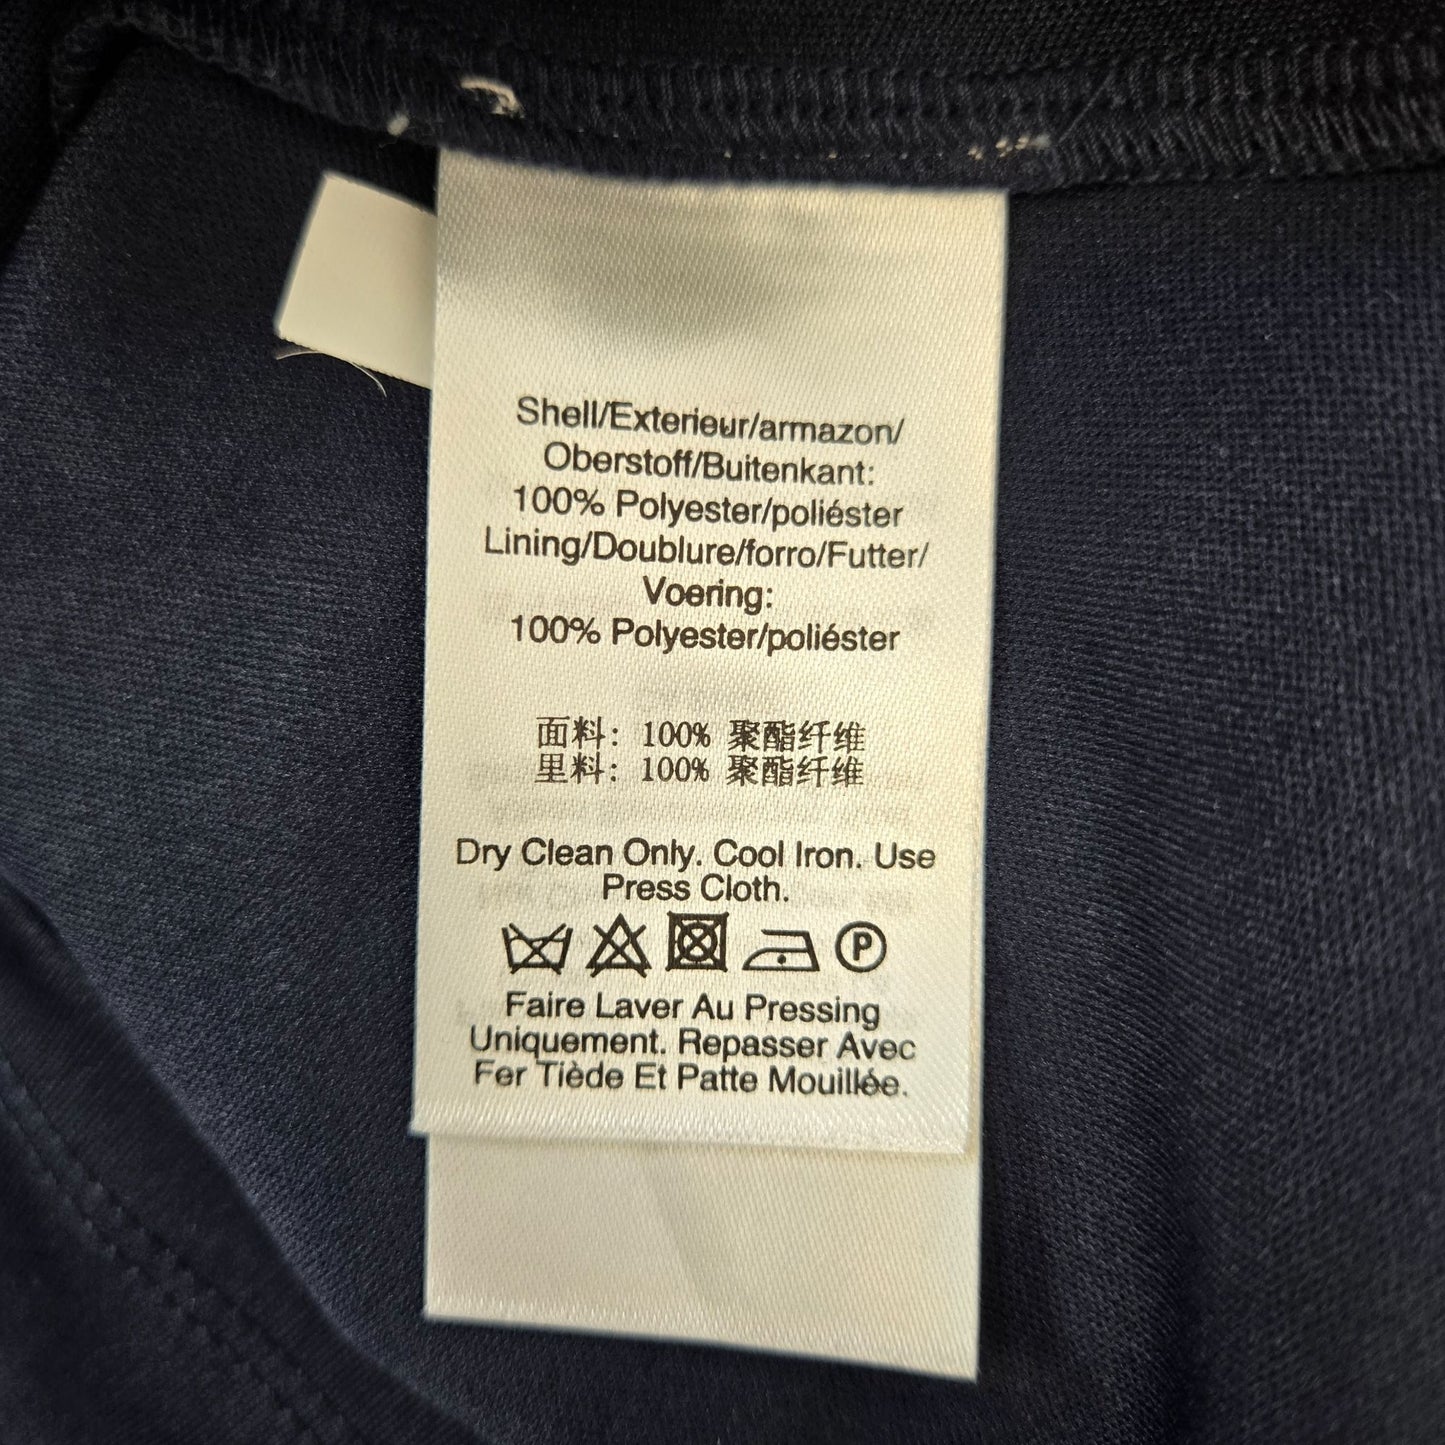 Shell/Exterieur/armazon/
Oberstoff/Buitenkant:
100% Polyester/poliéster
Lining/Doublure/forro/Futter/
Voering:
100% Polyester/poliéster
面料: 100% 聚酯纤维
里料: 100% 聚酯纤维
Dry Clean Only. Cool Iron. Use
Press Cloth.
P
Faire Laver Au Pressing
Uniquement. Repasser Avec
Fer Tiède Et Patte Mouillée.